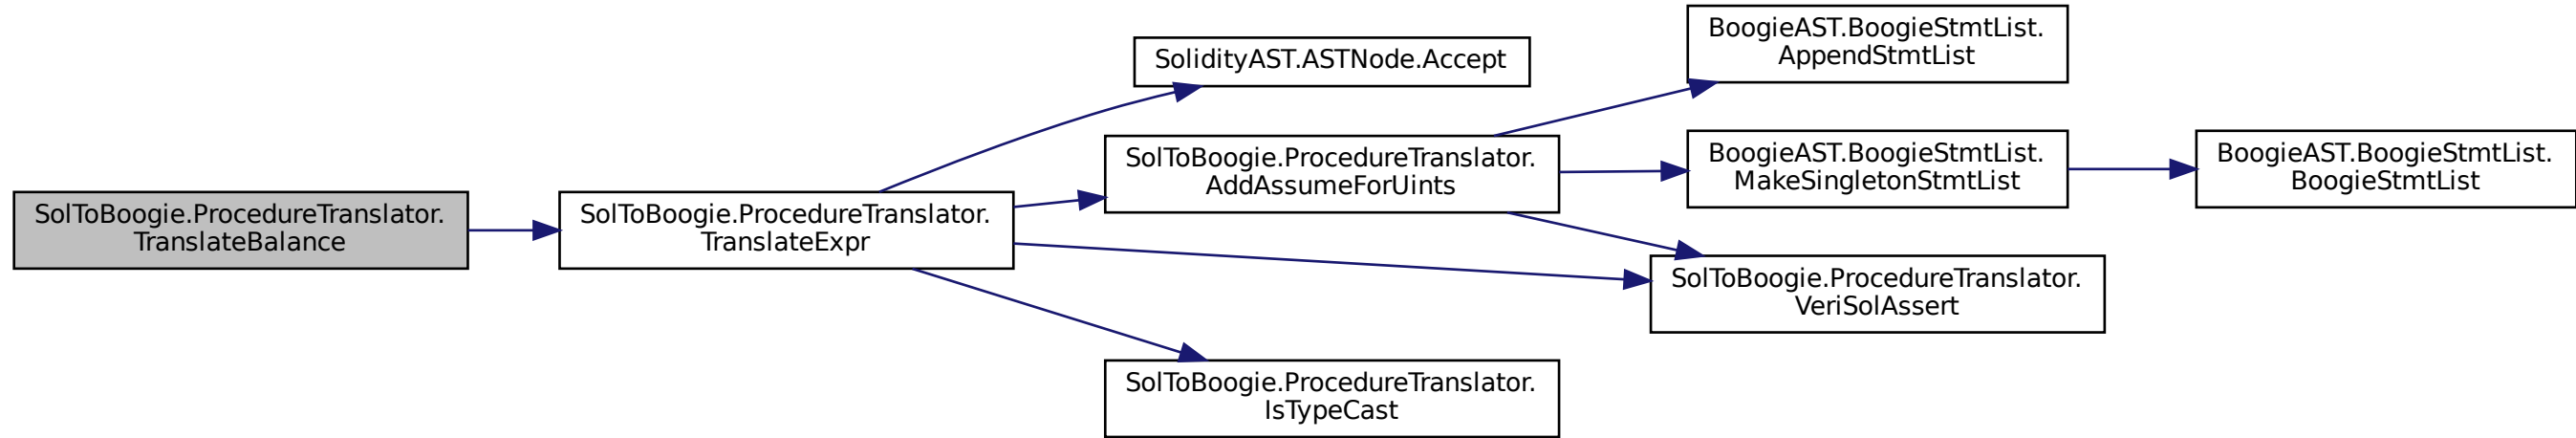 SolToBoogie.ProcedureTranslator.
TranslateBalance
SolToBoogie.ProcedureTranslator.
TranslateExpr
SolidityAST.ASTNode.Accept
SolToBoogie.ProcedureTranslator.
AddAssumeForUints
BoogieAST.BoogieStmtList.
AppendStmtList
BoogieAST.BoogieStmtList.
MakeSingletonStmtList
BoogieAST.BoogieStmtList.
BoogieStmtList
SolToBoogie.ProcedureTranslator.
VeriSolAssert
SolToBoogie.ProcedureTranslator.
IsTypeCast